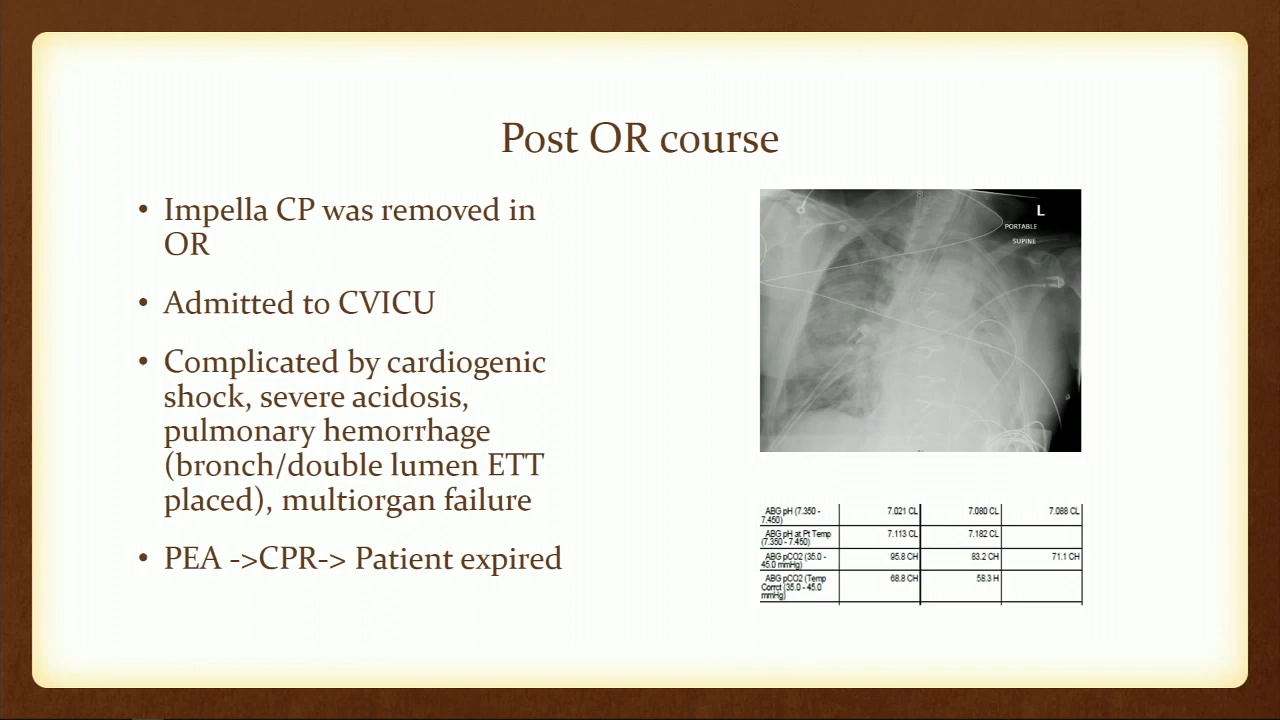 Post OR course
• Impella CP was removed in
OR
• Admitted to CVICU
• Complicated by cardiogenic
shock, severe acidosis,
pulmonary hemorrhage
(bronch/double lumen ETT
placed), multiorgan failure
• PEA ->CPR-> Patient expired
L
PORTABLE
SUPINE
ABG pH (7.350 - 7.021 CL 7.080 CL 7.088 CL
7.450)
ABG pH at Pt Temp 7.113 CL 7.182 CL
(7.350 - 7.450)
ABG pCO2 (35.0 - 95.8 CH 83.2 CH 71.1 CH
45.0 mmHg)
ABG pCO2 (Temp 68.8 CH 58.3 H
Corrct (35.0 - 45.0
mmHg)